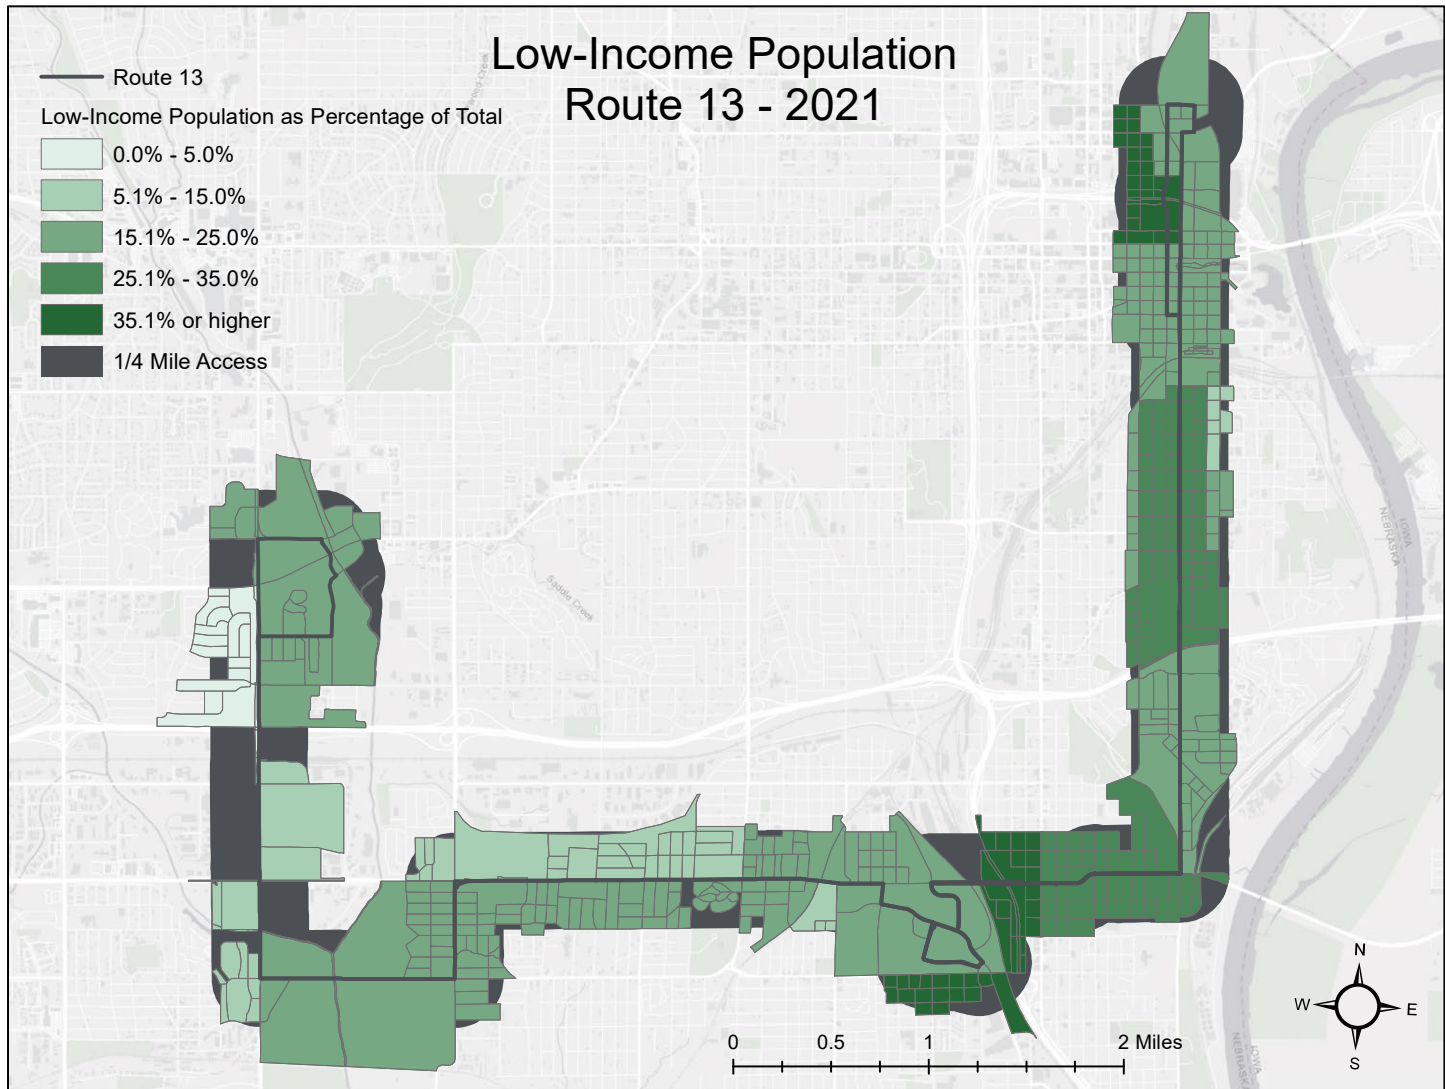 Low-Income Population
Route 13 - 2021
Route 13
Low-Income Population as Percentage of Total
0.0% - 5.0%
5.1% - 15.0%
15.1% - 25.0%
25.1% - 35.0%
35.1% or higher
1/4 Mile Access
Saddle Creek
IOWA
NEBRASKA
IOWA
N
W
E
S
0
0.5
1
2 Miles